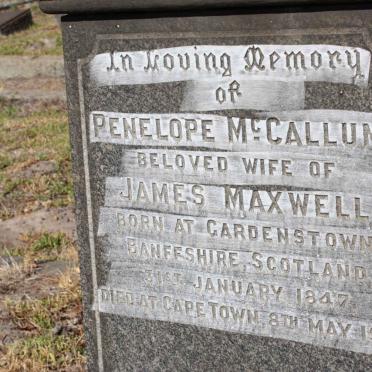 In Loving Memory
of
PENELOPE McCALLUM
BELOVED WIFE OF
JAMES MAXWELL
BORN AT GARDENSTOWN
BANFFSHIRE, SCOTLAND
31ST JANUARY 1847.
DIED AT CAPETOWN, 8TH MAY